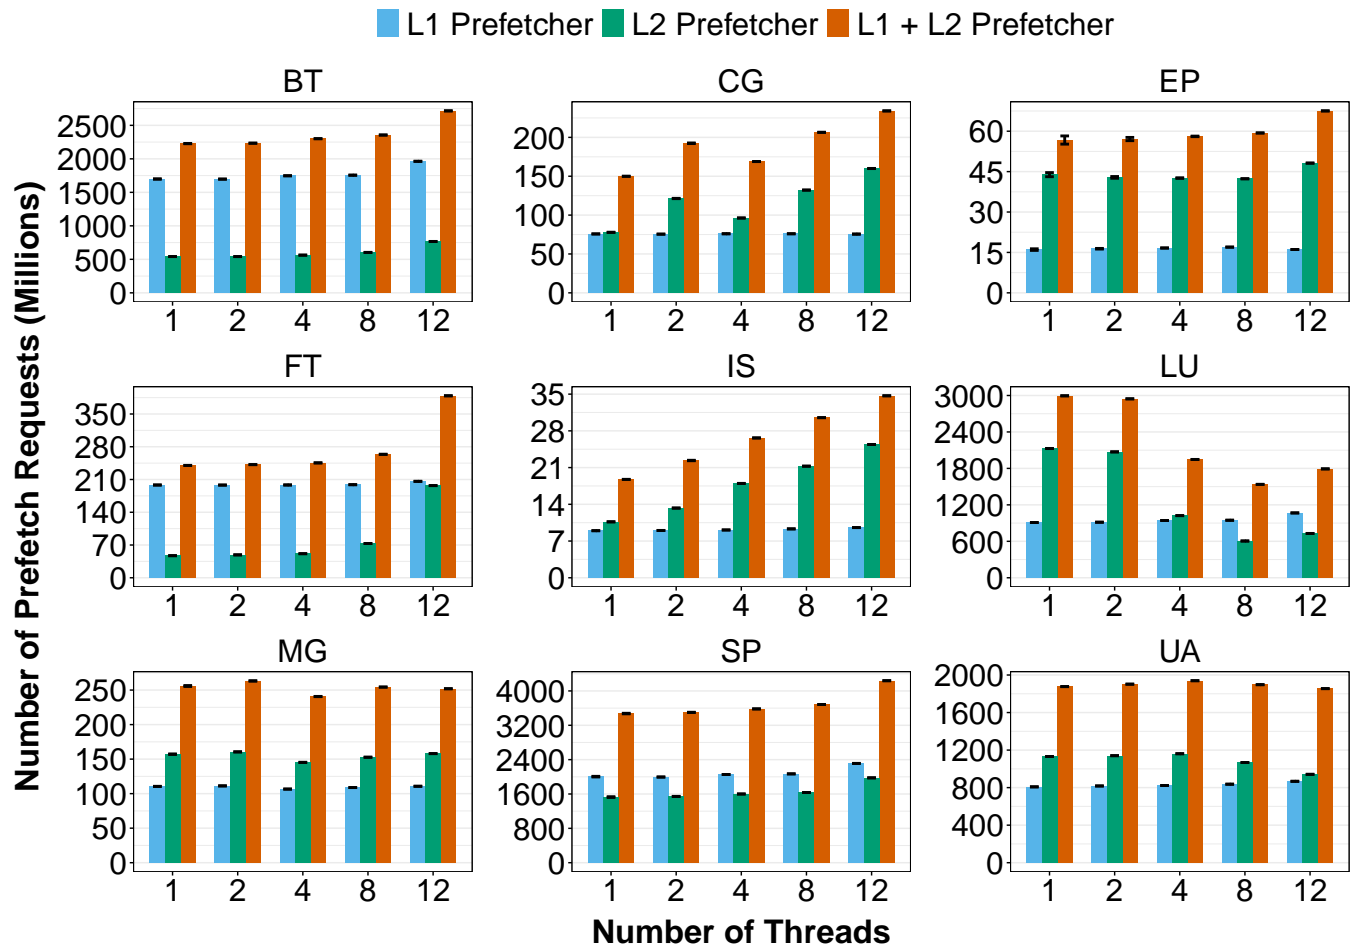 L1 Prefetcher L2 Prefetcher L1 + L2 Prefetcher
Number of Prefetch Requests (Millions)
BT
2500
2000
1500
1000
500
0
1 2 4 8 12
CG
200
150
100
50
0
1 2 4 8 12
EP
60
45
30
15
0
1 2 4 8 12
FT
350
280
210
140
70
0
1 2 4 8 12
IS
35
28
21
14
7
0
1 2 4 8 12
LU
3000
2400
1800
1200
600
0
1 2 4 8 12
MG
250
200
150
100
50
0
1 2 4 8 12
SP
4000
3200
2400
1600
800
0
1 2 4 8 12
UA
2000
1600
1200
800
400
0
1 2 4 8 12
Number of Threads